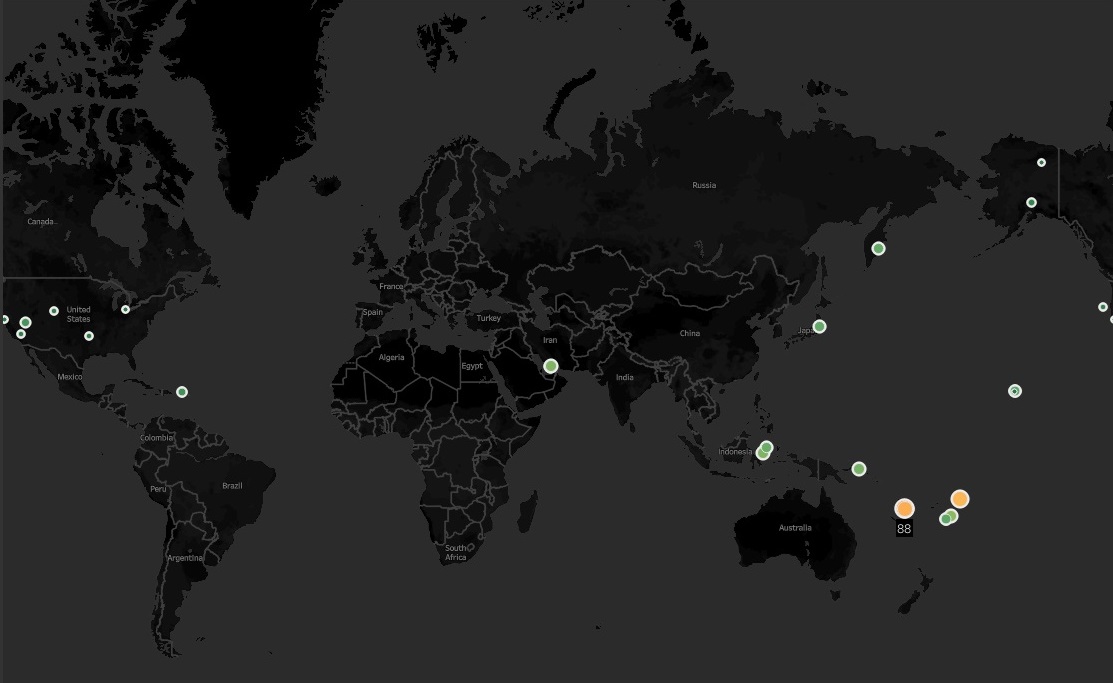 Russia
Canada
France
United
States
Spain
Turkey
Japa
China
Iran
Algeria
Egypt
Mexico
India
Colombia
Indonesia
Brazil
Peru
Australia
88
South
Africa
Argentina